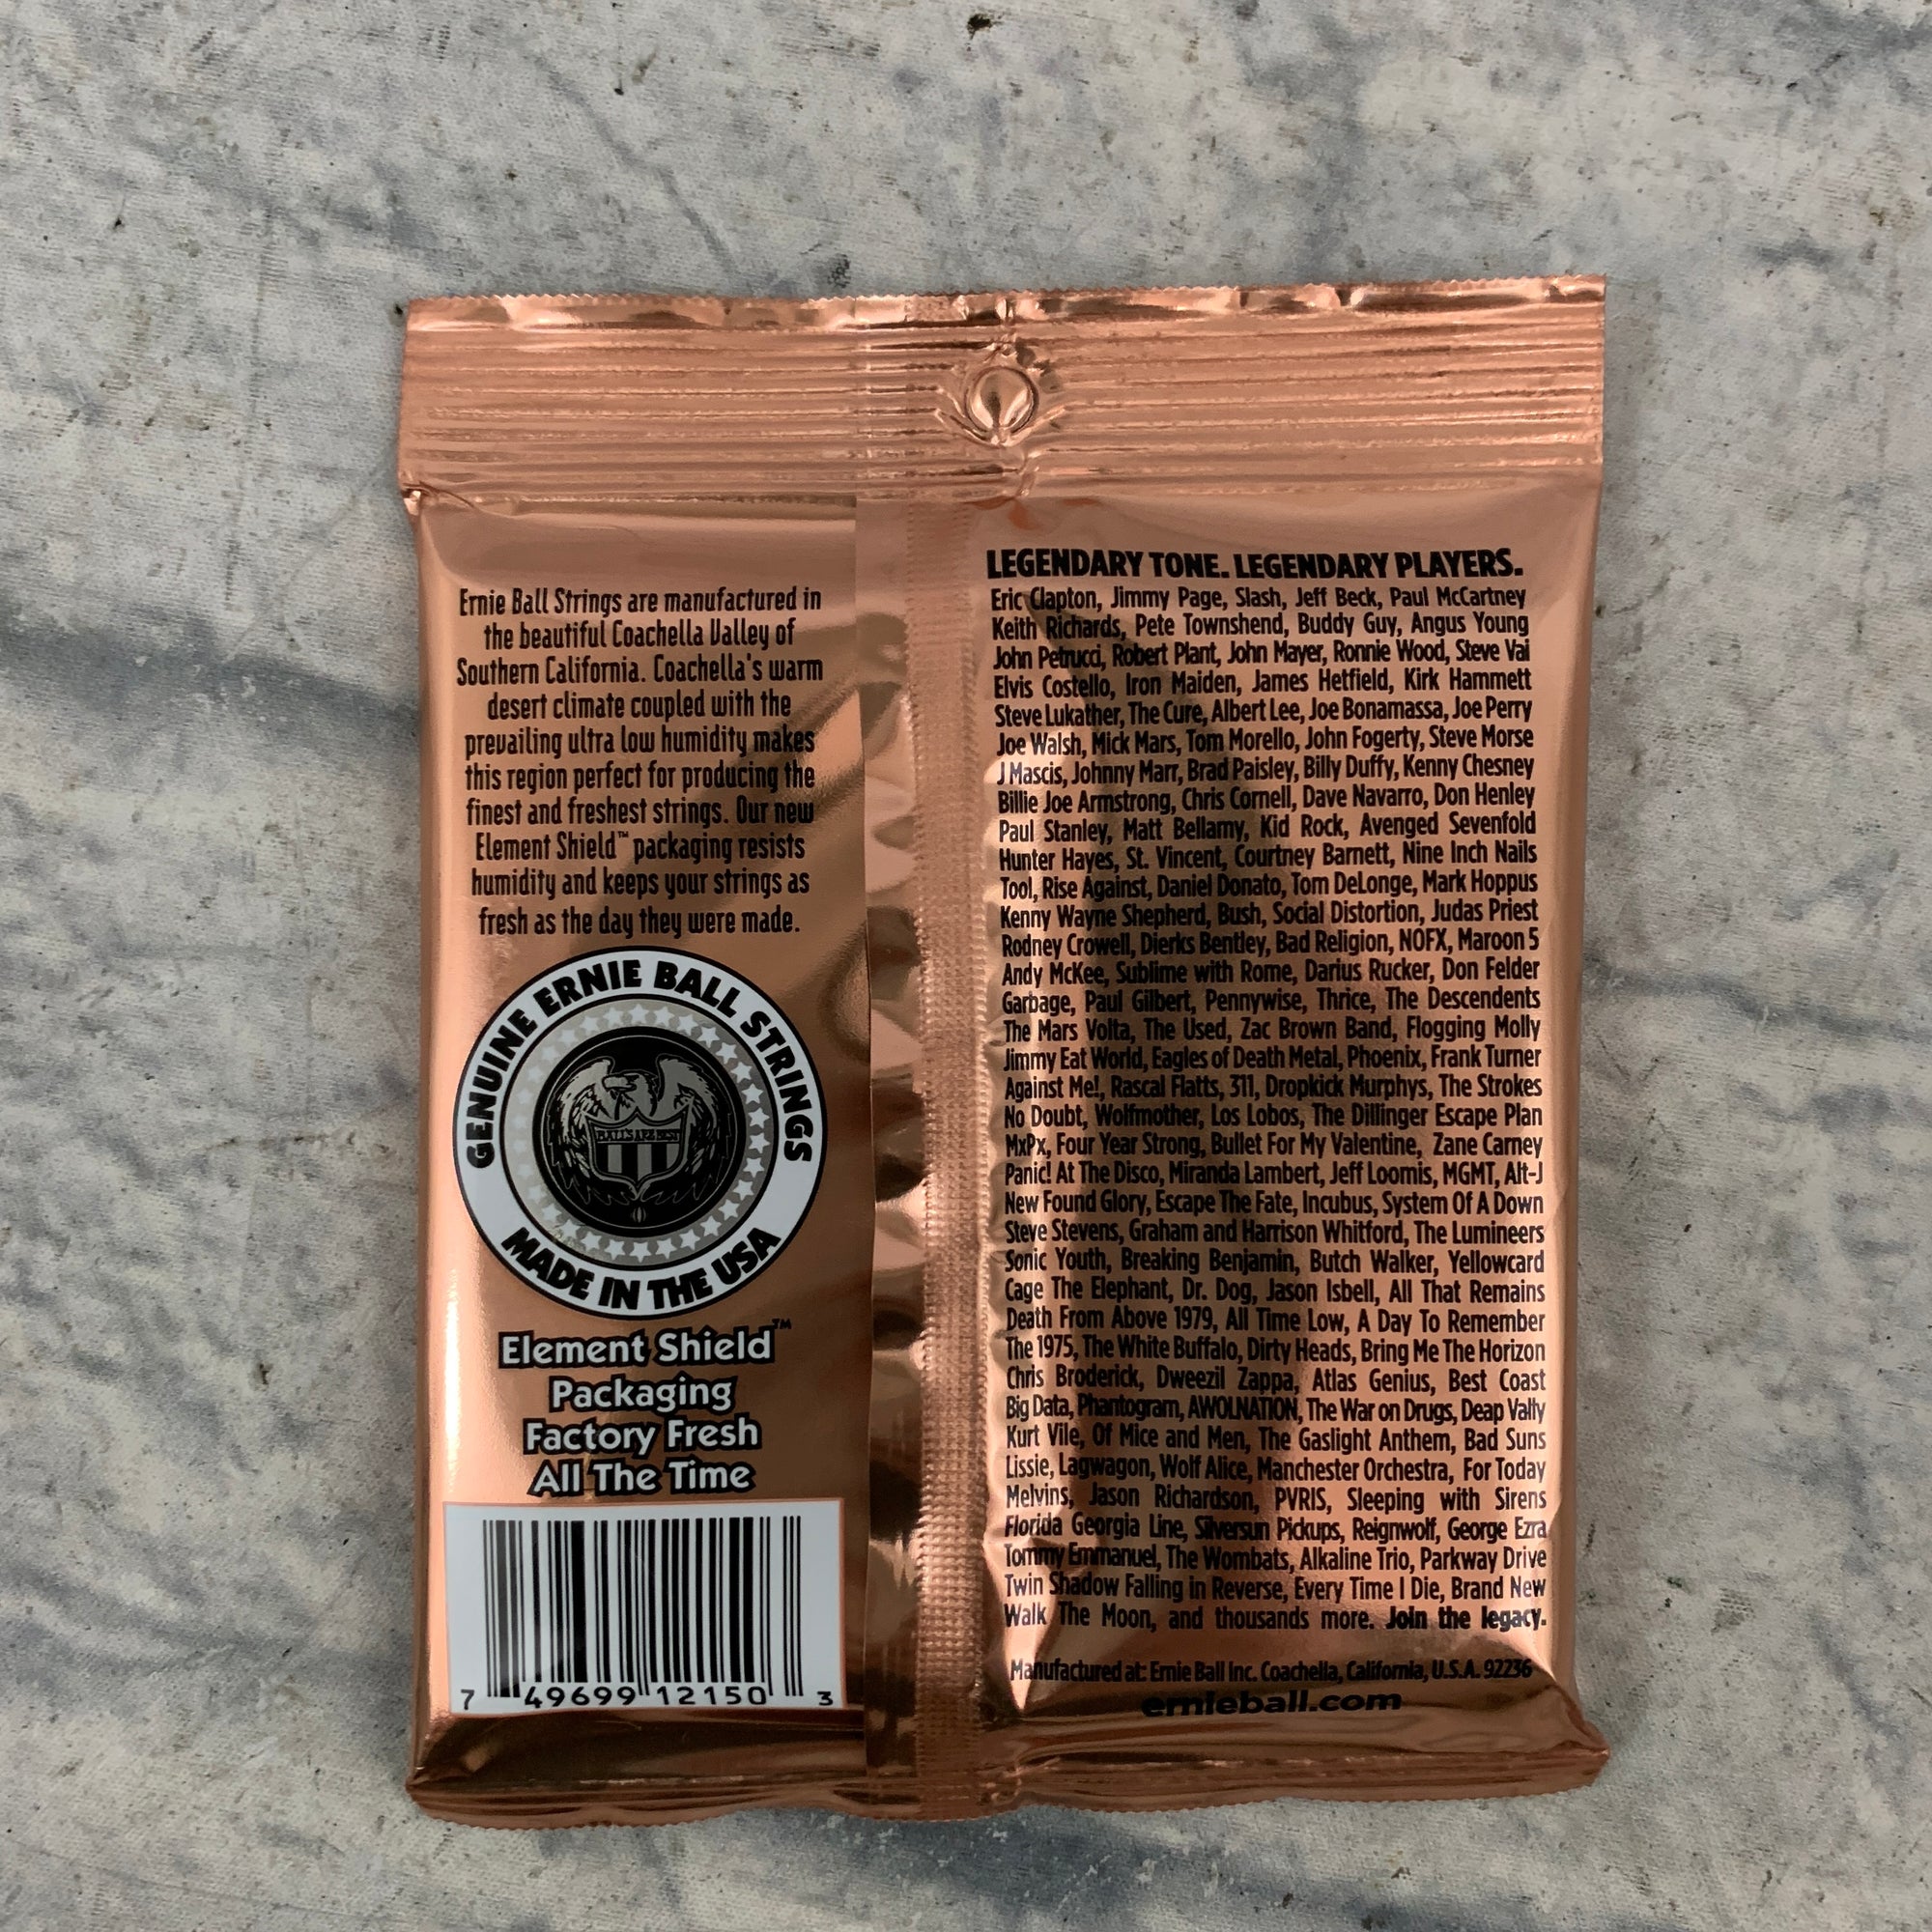 Ernie Ball Strings are manufactured in
the beautiful Coachella Valley of
Southern California. Coachella's warm
desert climate coupled with the
prevailing ultra low humidity makes
this region perfect for producing the
finest and freshest strings. Our new
Element Shield™ packaging resists
humidity and keeps your strings as
fresh as the day they were made.
GENUINE ERNIE BALL STRINGS
BALLS ARE BEST
MADE IN THE USA
Element Shield™
Packaging
Factory Fresh
All The Time
7 49699 12150 3
LEGENDARY TONE. LEGENDARY PLAYERS.
Eric Clapton, Jimmy Page, Slash, Jeff Beck, Paul McCartney
Keith Richards, Pete Townshend, Buddy Guy, Angus Young
John Petrucci, Robert Plant, John Mayer, Ronnie Wood, Steve Vai
Elvis Costello, Iron Maiden, James Hetfield, Kirk Hammett
Steve Lukather, The Cure, Albert Lee, Joe Bonamassa, Joe Perry
Joe Walsh, Mick Mars, Tom Morello, John Fogerty, Steve Morse
J Mascis, Johnny Marr, Brad Paisley, Billy Duffy, Kenny Chesney
Billie Joe Armstrong, Chris Cornell, Dave Navarro, Don Henley
Paul Stanley, Matt Bellamy, Kid Rock, Avenged Sevenfold
Hunter Hayes, St. Vincent, Courtney Barnett, Nine Inch Nails
Tool, Rise Against, Daniel Donato, Tom DeLonge, Mark Hoppus
Kenny Wayne Shepherd, Bush, Social Distortion, Judas Priest
Rodney Crowell, Dierks Bentley, Bad Religion, NOFX, Maroon 5
Andy McKee, Sublime with Rome, Darius Rucker, Don Felder
Garbage, Paul Gilbert, Pennywise, Thrice, The Descendents
The Mars Volta, The Used, Zac Brown Band, Flogging Molly
Jimmy Eat World, Eagles of Death Metal, Phoenix, Frank Turner
Against Me!, Rascal Flatts, 311, Dropkick Murphys, The Strokes
No Doubt, Wolfmother, Los Lobos, The Dillinger Escape Plan
MxPx, Four Year Strong, Bullet For My Valentine, Zane Carney
Panic! At The Disco, Miranda Lambert, Jeff Loomis, MGMT, Alt-J
New Found Glory, Escape The Fate, Incubus, System Of A Down
Steve Stevens, Graham and Harrison Whitford, The Lumineers
Sonic Youth, Breaking Benjamin, Butch Walker, Yellowcard
Cage The Elephant, Dr. Dog, Jason Isbell, All That Remains
Death From Above 1979, All Time Low, A Day To Remember
The 1975, The White Buffalo, Dirty Heads, Bring Me The Horizon
Chris Broderick, Dweezil Zappa, Atlas Genius, Best Coast
Big Data, Phantogram, AWOLNATION, The War on Drugs, Deap Vally
Kurt Vile, Of Mice and Men, The Gaslight Anthem, Bad Suns
Lissie, Lagwagon, Wolf Alice, Manchester Orchestra, For Today
Melvins, Jason Richardson, PVRIS, Sleeping with Sirens
Florida Georgia Line, Silversun Pickups, Reignwolf, George Ezra
Tommy Emmanuel, The Wombats, Alkaline Trio, Parkway Drive
Twin Shadow Falling in Reverse, Every Time I Die, Brand New
Walk The Moon, and thousands more. Join the legacy.
Manufactured at: Ernie Ball Inc. Coachella, California, U.S.A. 92236
ernieball.com